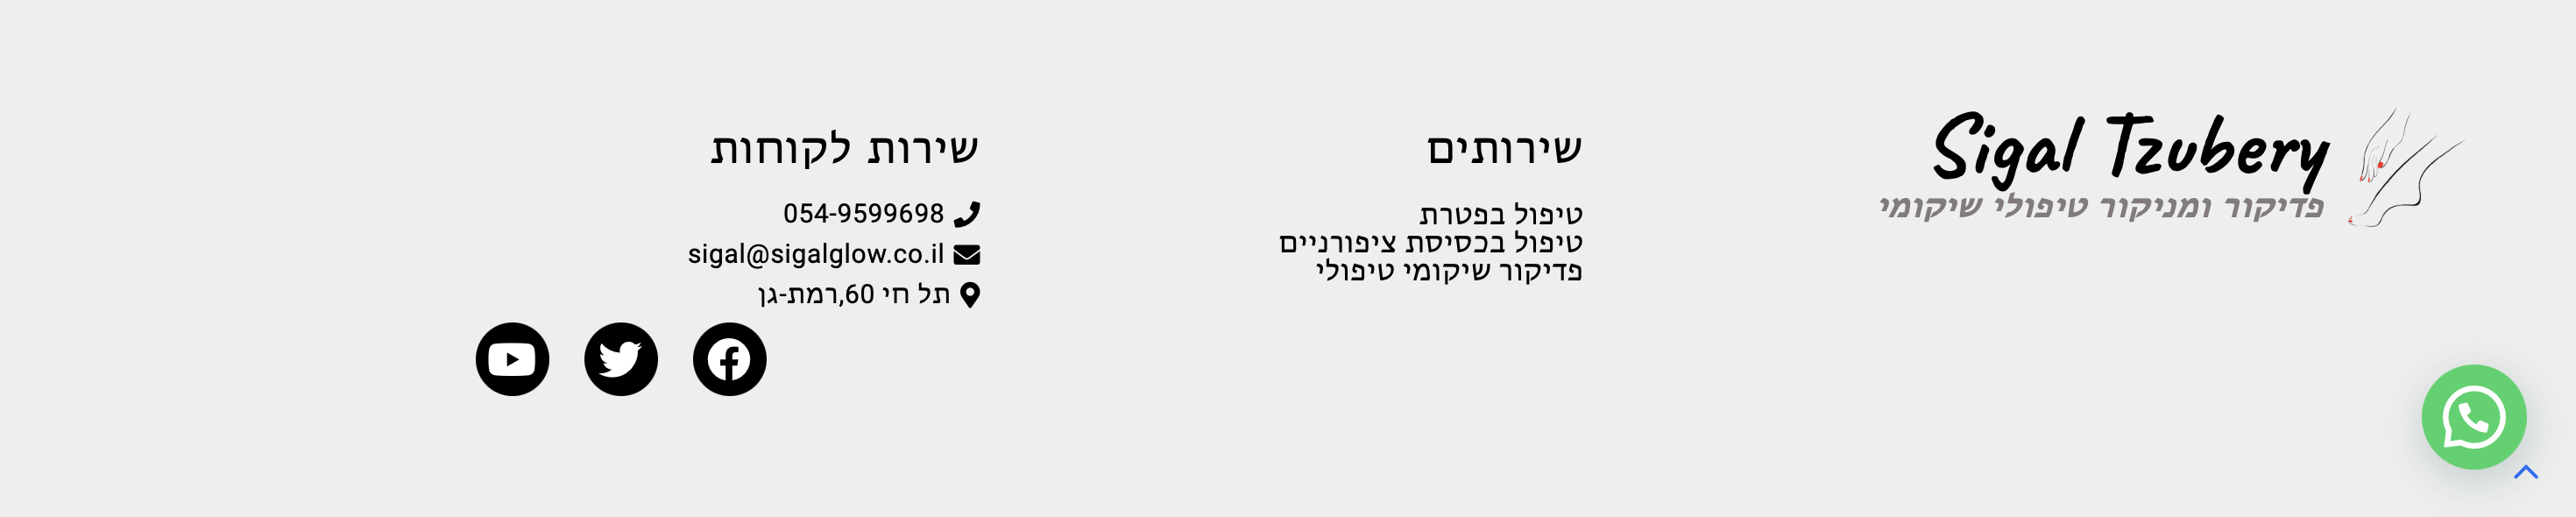 Sigal Tzubery
פדיקור ומניקור טיפולי שיקומי
שירותים
טיפול בפטרת
טיפול בכסיסת ציפורניים
פדיקור שיקומי טיפולי
שירות לקוחות
054-9599698
sigal@sigalglow.co.il
תל חי 60,רמת-גן